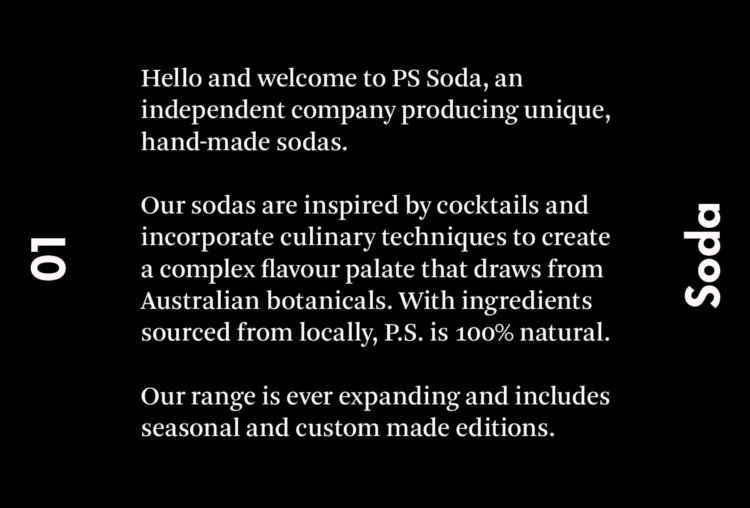 Hello and welcome to PS Soda, an
independent company producing unique,
hand-made sodas.
Our sodas are inspired by cocktails and
incorporate culinary techniques to create
a complex flavour palate that draws from
Australian botanicals. With ingredients
sourced from locally, P.S. is 100% natural.
Our range is ever expanding and includes
seasonal and custom made editions.
01
Soda